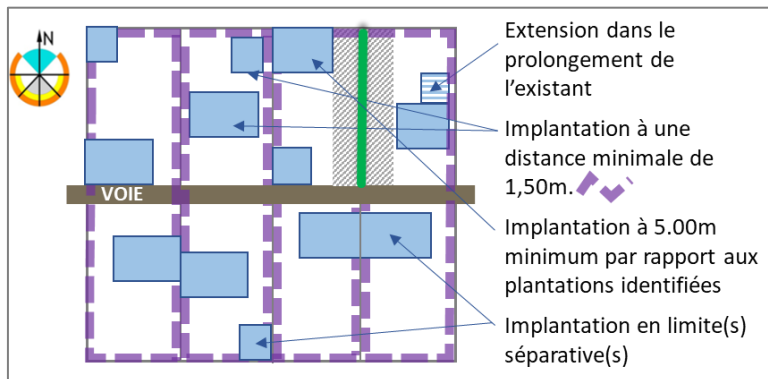 N
VOIE
Extension dans le
prolongement de
l'existant
Implantation à une
distance minimale de
1,50m.
Implantation à 5.00m
minimum par rapport aux
plantations identifiées
Implantation en limite(s)
séparative(s)